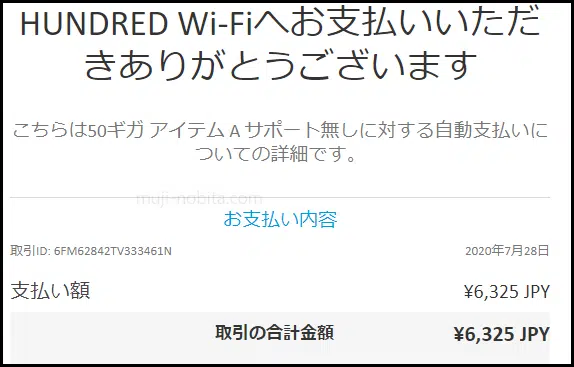 HUNDRED Wi-Fiへお支払いいただ
きありがとうございます
こちらは50ギガ アイテム A サポート無しに対する自動支払いに
ついての詳細です。
muji-nobita.com
お支払い内容
取引ID: 6FM62842TV333461N 2020年7月28日
支払い額 ¥6,325 JPY
取引の合計金額 ¥6,325 JPY